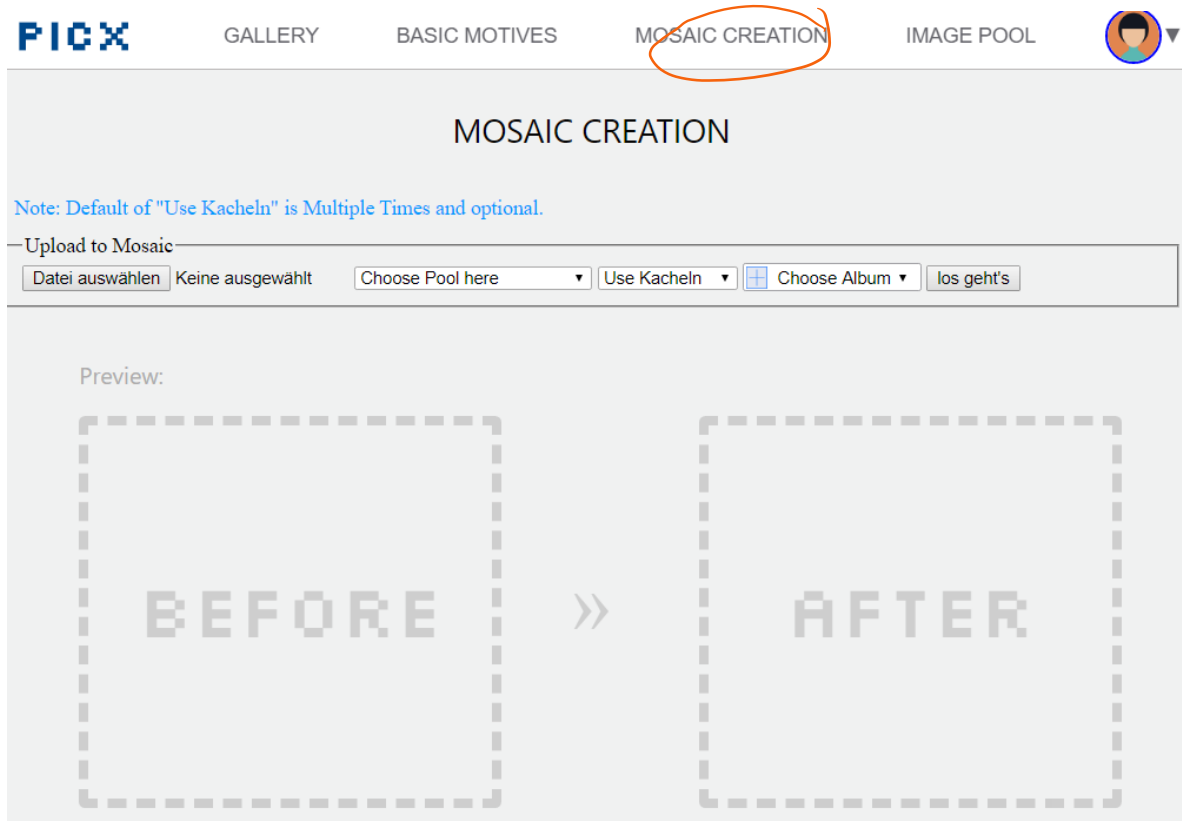 PICX GALLERY BASIC MOTIVES MOSAIC CREATION IMAGE POOL
MOSAIC CREATION
Note: Default of "Use Kacheln" is Multiple Times and optional.
Upload to Mosaic
Datei auswählen Keine ausgewählt Choose Pool here Use Kacheln Choose Album los geht's
Preview:
BEFORE » AFTER